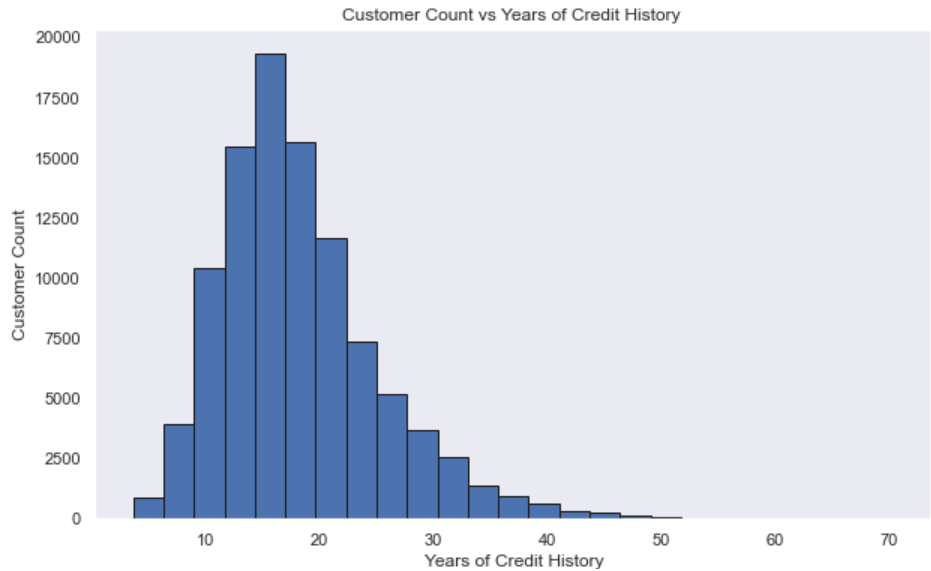 Customer Count vs Years of Credit History
20000
17500
15000
12500
10000
7500
5000
2500
0
Customer Count
10 20 30 40 50 60 70
Years of Credit History